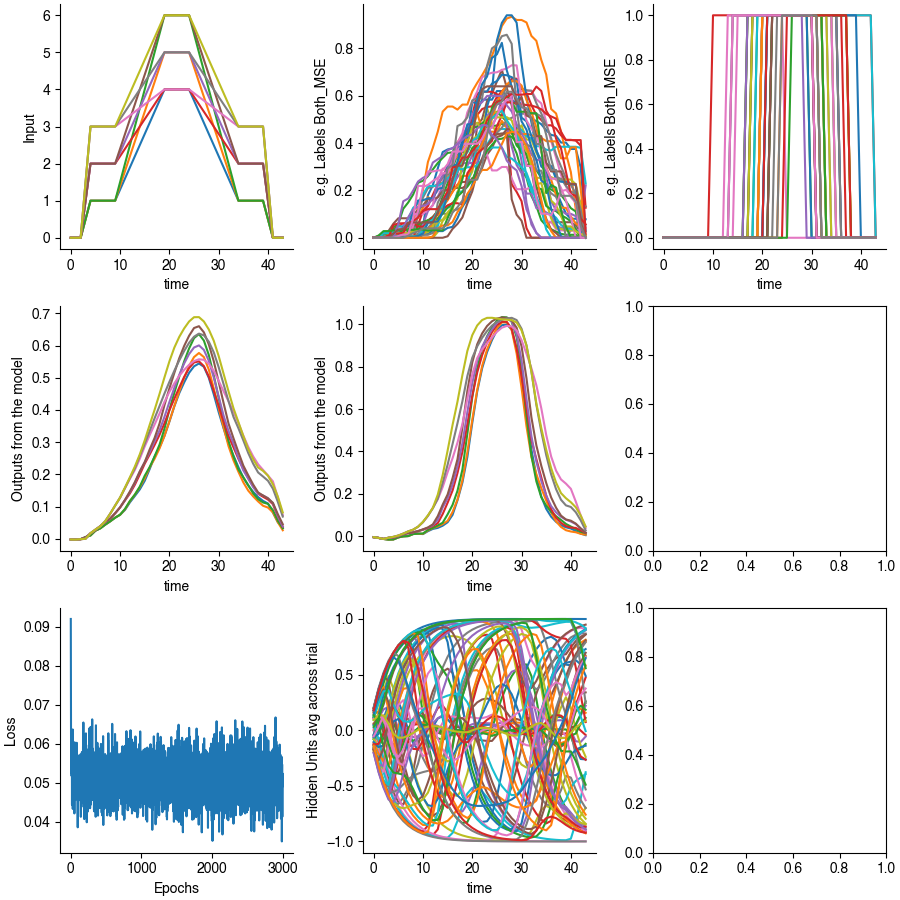 6
5
4
3
2
1
0
Input
0 10 20 30 40
time
0.8
0.6
0.4
0.2
0.0
e.g. Labels Both_MSE
0 10 20 30 40
time
1.0
0.8
0.6
0.4
0.2
0.0
e.g. Labels Both_MSE
0 10 20 30 40
time
0.7
0.6
0.5
0.4
0.3
0.2
0.1
0.0
Outputs from the model
0 10 20 30 40
time
1.0
0.8
0.6
0.4
0.2
0.0
Outputs from the model
0 10 20 30 40
time
1.0
0.8
0.6
0.4
0.2
0.0
0.0 0.2 0.4 0.6 0.8 1.0
0.09
0.08
0.07
0.06
0.05
0.04
Loss
0 1000 2000 3000
Epochs
1.0
0.5
0.0
−0.5
−1.0
Hidden Units avg across trial
0 10 20 30 40
time
1.0
0.8
0.6
0.4
0.2
0.0
0.0 0.2 0.4 0.6 0.8 1.0